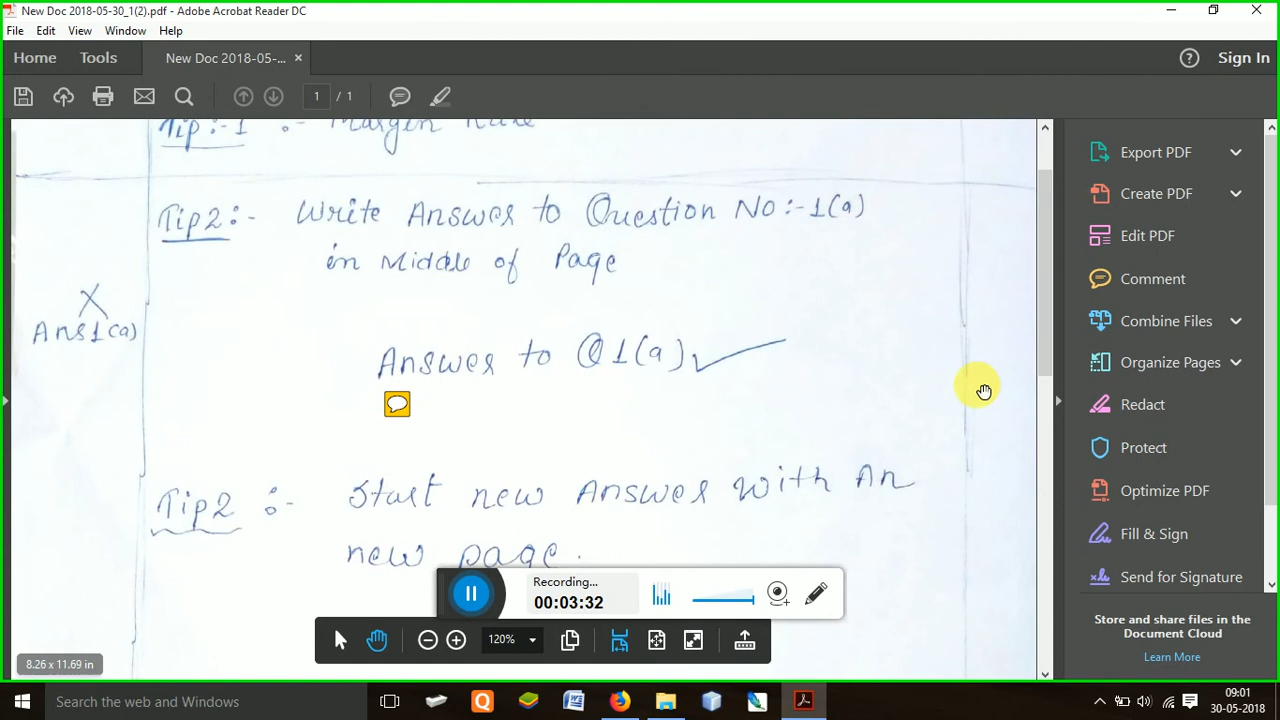 New Doc 2018-05-30_1(2).pdf - Adobe Acrobat Reader DC
File Edit View Window Help
Home Tools New Doc 2018-05-... × Sign In
1 / 1
Tip:-1 :- Margin Rule
Tip2:- Write Answer to Question No:-1(a)
in Middle of Page
X
Ans1(a)
Answer to Q1(a)
Tip2 :- Start new Answer with An
new page.
Export PDF
Create PDF
Edit PDF
Comment
Combine Files
Organize Pages
Redact
Protect
Optimize PDF
Fill & Sign
Send for Signature
Store and share files in the
Document Cloud
Learn More
Recording...
00:03:32
120%
8.26 x 11.69 in
Search the web and Windows
09:01
30-05-2018